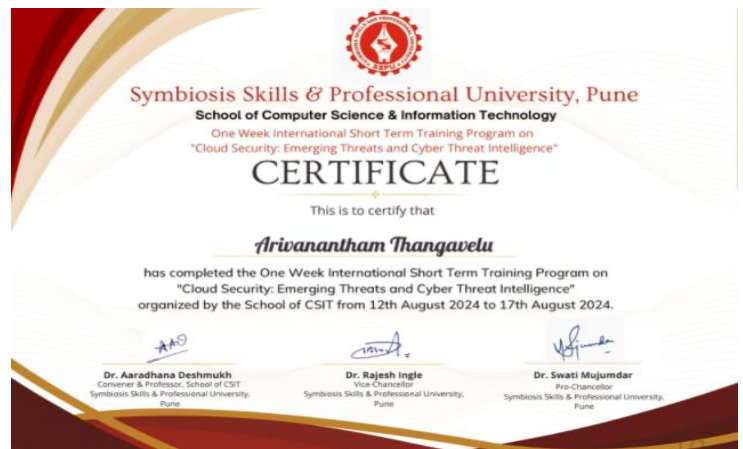 SSPU
Symbiosis Skills & Professional University, Pune
School of Computer Science & Information Technology
One Week International Short Term Training Program on
"Cloud Security: Emerging Threats and Cyber Threat Intelligence"
CERTIFICATE
This is to certify that
Arivanantham Thangavelu
has completed the One Week International Short Term Training Program on
"Cloud Security: Emerging Threats and Cyber Threat Intelligence"
organized by the School of CSIT from 12th August 2024 to 17th August 2024.
Dr. Aaradhana Deshmukh
Convener & Professor, School of CSIT
Symbiosis Skills & Professional University,
Pune
Dr. Rajesh Ingle
Vice-Chancellor
Symbiosis Skills & Professional University,
Pune
Dr. Swati Mujumdar
Pro-Chancellor
Symbiosis Skills & Professional University,
Pune